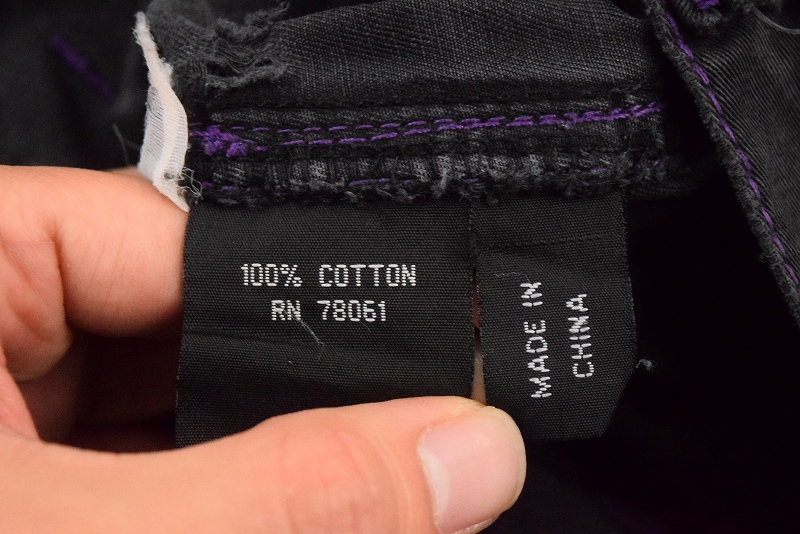 100% COTTON
RN 78061
MADE IN
CHINA